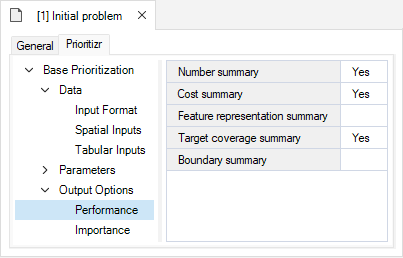 [1] Initial problem
General Prioritizr
Base Prioritization
Data
Input Format
Spatial Inputs
Tabular Inputs
Parameters
Output Options
Performance
Importance
Number summary Yes
Cost summary Yes
Feature representation summary
Target coverage summary Yes
Boundary summary